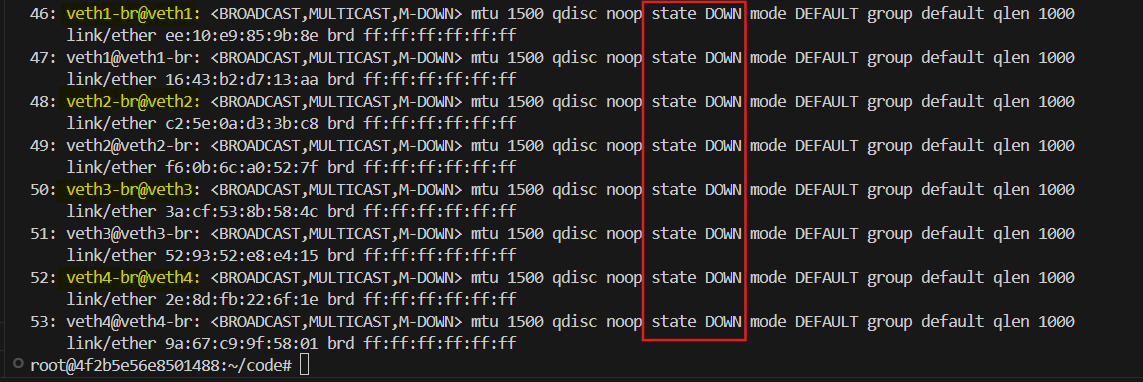 46: veth1-br@veth1: <BROADCAST,MULTICAST,M-DOWN> mtu 1500 qdisc noop state DOWN mode DEFAULT group default qlen 1000
link/ether ee:10:e9:85:9b:8e brd ff:ff:ff:ff:ff:ff
47: veth1@veth1-br: <BROADCAST,MULTICAST,M-DOWN> mtu 1500 qdisc noop state DOWN mode DEFAULT group default qlen 1000
link/ether 16:43:b2:d7:13:aa brd ff:ff:ff:ff:ff:ff
48: veth2-br@veth2: <BROADCAST,MULTICAST,M-DOWN> mtu 1500 qdisc noop state DOWN mode DEFAULT group default qlen 1000
link/ether c2:5e:0a:d3:3b:c8 brd ff:ff:ff:ff:ff:ff
49: veth2@veth2-br: <BROADCAST,MULTICAST,M-DOWN> mtu 1500 qdisc noop state DOWN mode DEFAULT group default qlen 1000
link/ether f6:0b:6c:a0:52:7f brd ff:ff:ff:ff:ff:ff
50: veth3-br@veth3: <BROADCAST,MULTICAST,M-DOWN> mtu 1500 qdisc noop state DOWN mode DEFAULT group default qlen 1000
link/ether 3a:cf:53:8b:58:4c brd ff:ff:ff:ff:ff:ff
51: veth3@veth3-br: <BROADCAST,MULTICAST,M-DOWN> mtu 1500 qdisc noop state DOWN mode DEFAULT group default qlen 1000
link/ether 52:93:52:e8:e4:15 brd ff:ff:ff:ff:ff:ff
52: veth4-br@veth4: <BROADCAST,MULTICAST,M-DOWN> mtu 1500 qdisc noop state DOWN mode DEFAULT group default qlen 1000
link/ether 2e:8d:fb:22:6f:1e brd ff:ff:ff:ff:ff:ff
53: veth4@veth4-br: <BROADCAST,MULTICAST,M-DOWN> mtu 1500 qdisc noop state DOWN mode DEFAULT group default qlen 1000
link/ether 9a:67:c9:9f:58:01 brd ff:ff:ff:ff:ff:ff
root@4f2b5e56e8501488:~/code#